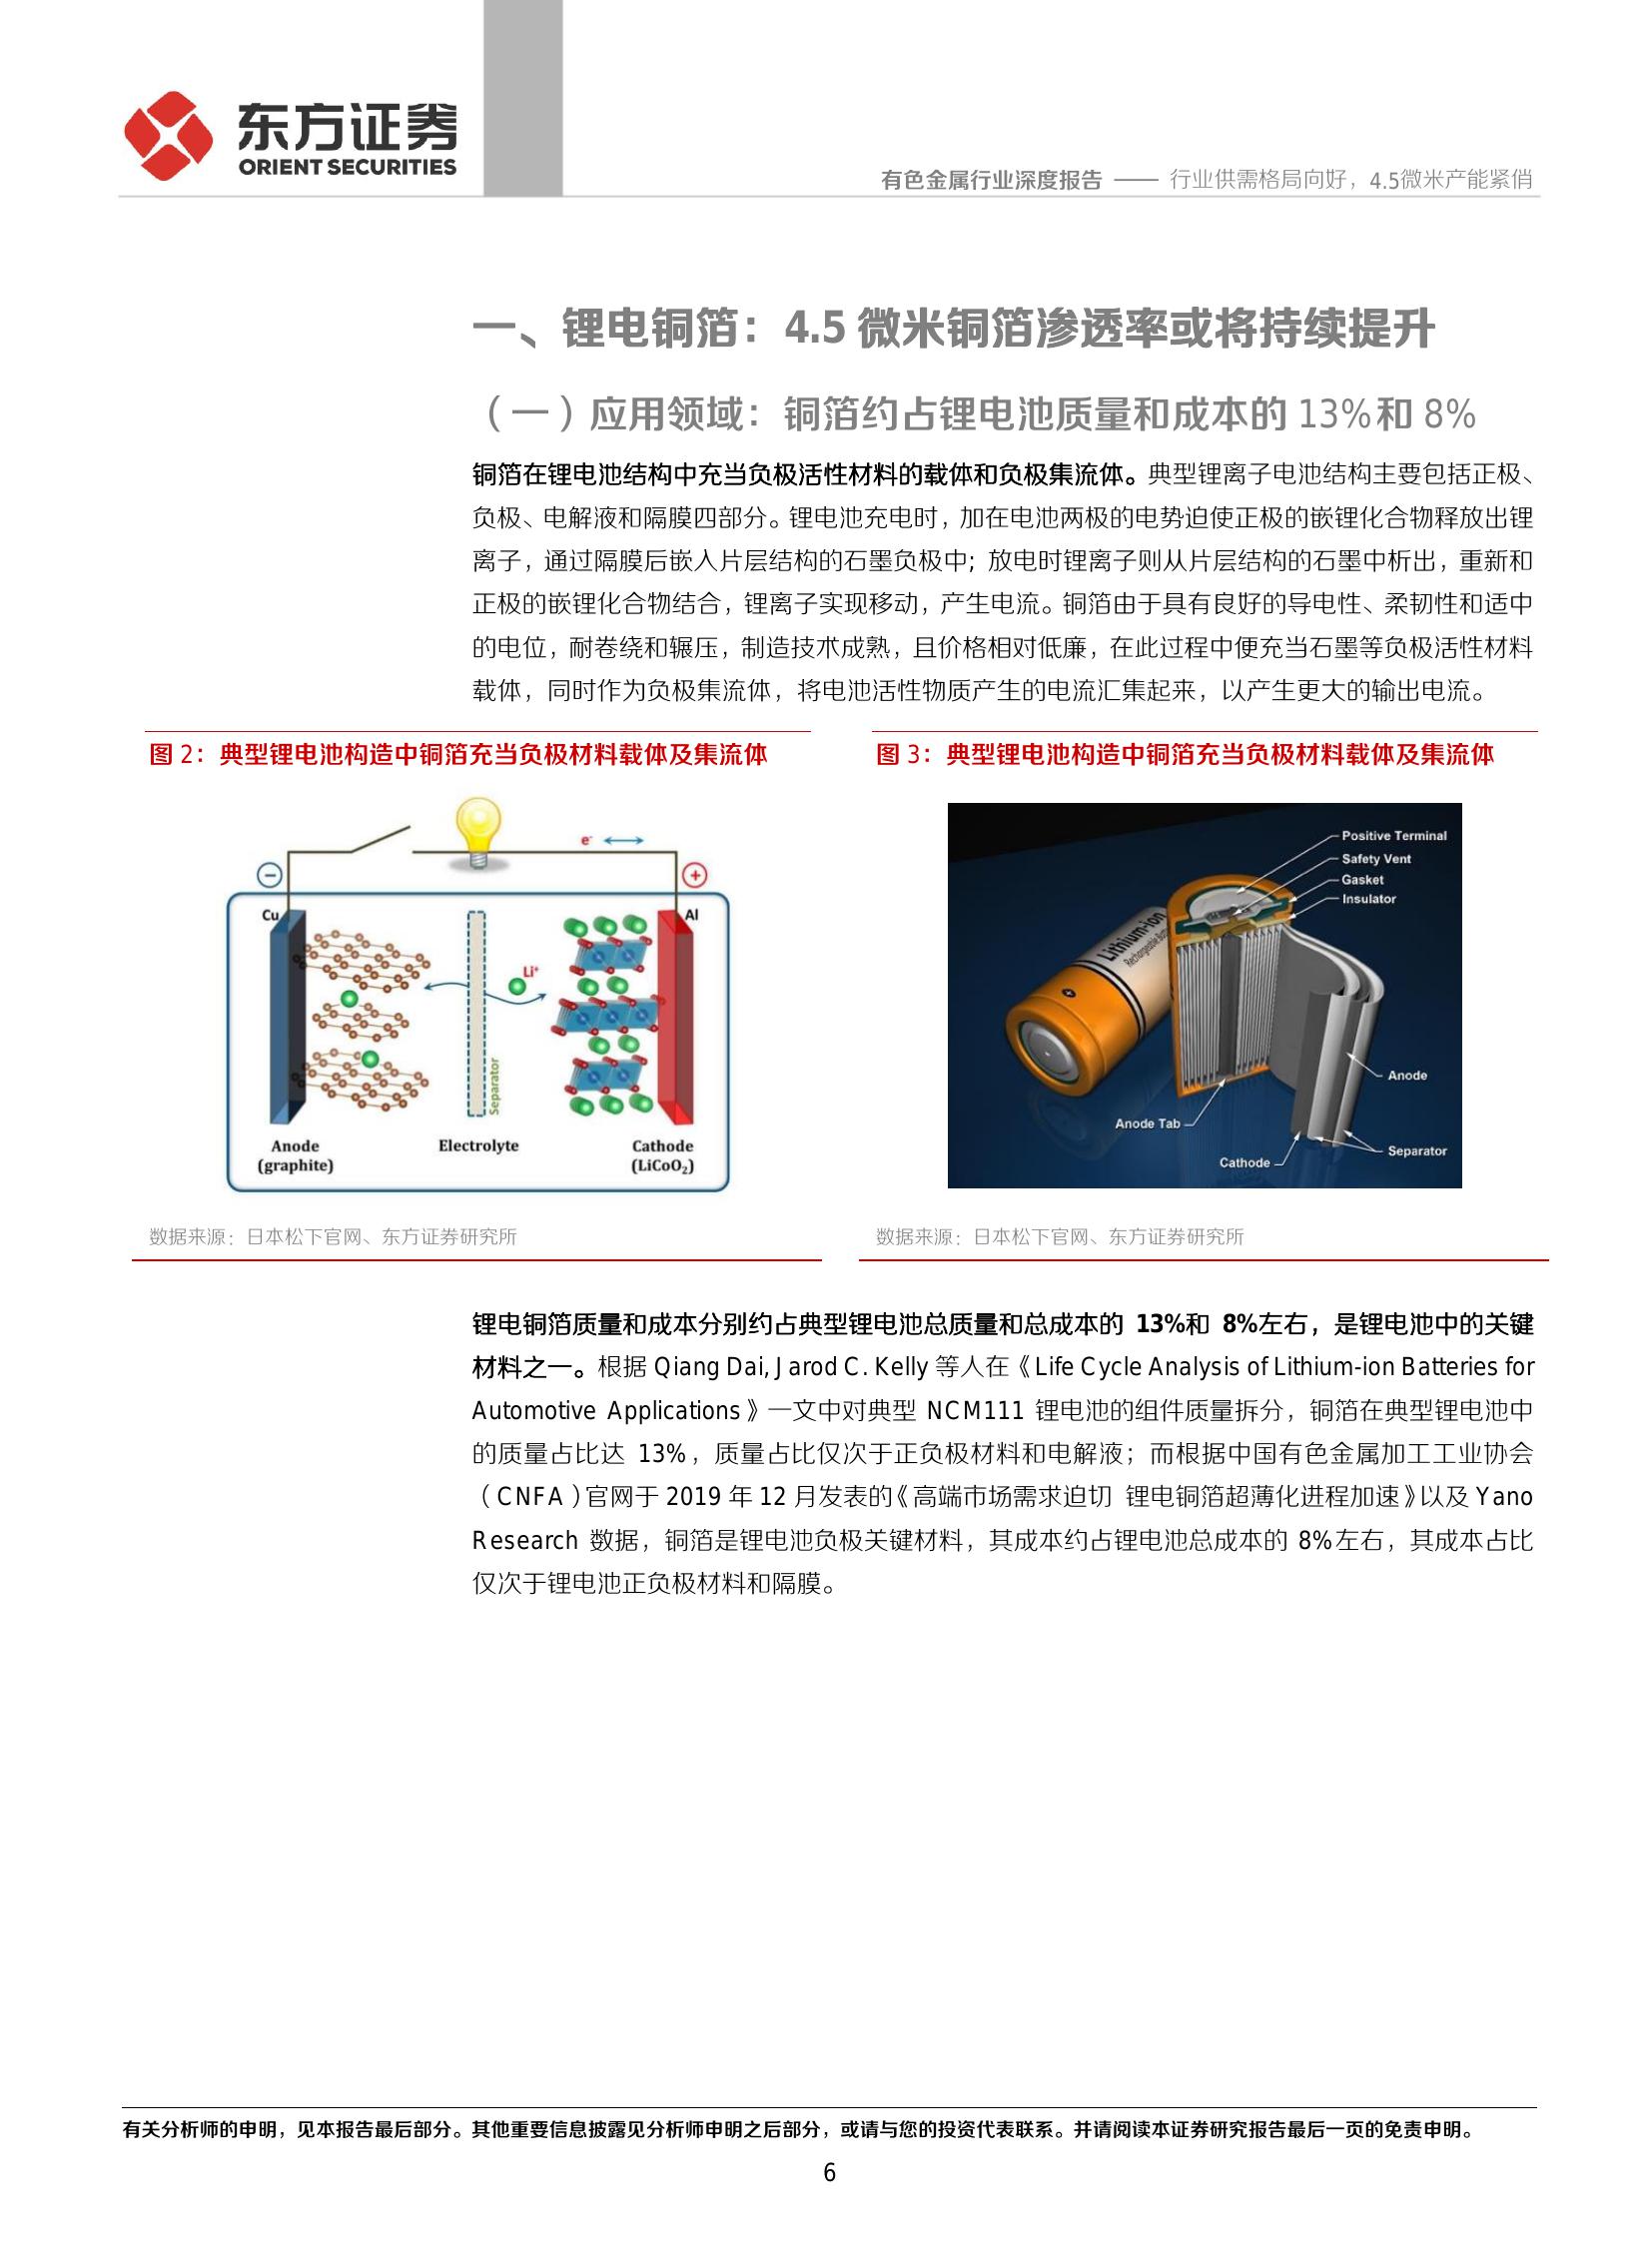 东方证券
ORIENT SECURITIES
有色金属行业深度报告 —— 行业供需格局向好，4.5微米产能紧俏
一、锂电铜箔：4.5 微米铜箔渗透率或将持续提升
（一）应用领域：铜箔约占锂电池质量和成本的 13%和 8%
铜箔在锂电池结构中充当负极活性材料的载体和负极集流体。典型锂离子电池结构主要包括正极、
负极、电解液和隔膜四部分。锂电池充电时，加在电池两极的电势迫使正极的嵌锂化合物释放出锂
离子，通过隔膜后嵌入片层结构的石墨负极中；放电时锂离子则从片层结构的石墨中析出，重新和
正极的嵌锂化合物结合，锂离子实现移动，产生电流。铜箔由于具有良好的导电性、柔韧性和适中
的电位，耐卷绕和辗压，制造技术成熟，且价格相对低廉，在此过程中便充当石墨等负极活性材料
载体，同时作为负极集流体，将电池活性物质产生的电流汇集起来，以产生更大的输出电流。
图 2：典型锂电池构造中铜箔充当负极材料载体及集流体
e⁻
−
+
Cu
Al
Li⁺
Separator
Anode
(graphite)
Electrolyte
Cathode
(LiCoO₂)
数据来源：日本松下官网、东方证券研究所
图 3：典型锂电池构造中铜箔充当负极材料载体及集流体
Positive Terminal
Safety Vent
Gasket
Insulator
Lithium-ion
Anode
Anode Tab
Separator
Cathode
数据来源：日本松下官网、东方证券研究所
锂电铜箔质量和成本分别约占典型锂电池总质量和总成本的 13%和 8%左右，是锂电池中的关键
材料之一。根据 Qiang Dai, Jarod C. Kelly 等人在《Life Cycle Analysis of Lithium-ion Batteries for
Automotive Applications》一文中对典型 NCM111 锂电池的组件质量拆分，铜箔在典型锂电池中
的质量占比达 13%，质量占比仅次于正负极材料和电解液；而根据中国有色金属加工工业协会
（CNFA）官网于 2019 年 12 月发表的《高端市场需求迫切 锂电铜箔超薄化进程加速》以及 Yano
Research 数据，铜箔是锂电池负极关键材料，其成本约占锂电池总成本的 8%左右，其成本占比
仅次于锂电池正负极材料和隔膜。
有关分析师的申明，见本报告最后部分。其他重要信息披露见分析师申明之后部分，或请与您的投资代表联系。并请阅读本证券研究报告最后一页的免责申明。
6